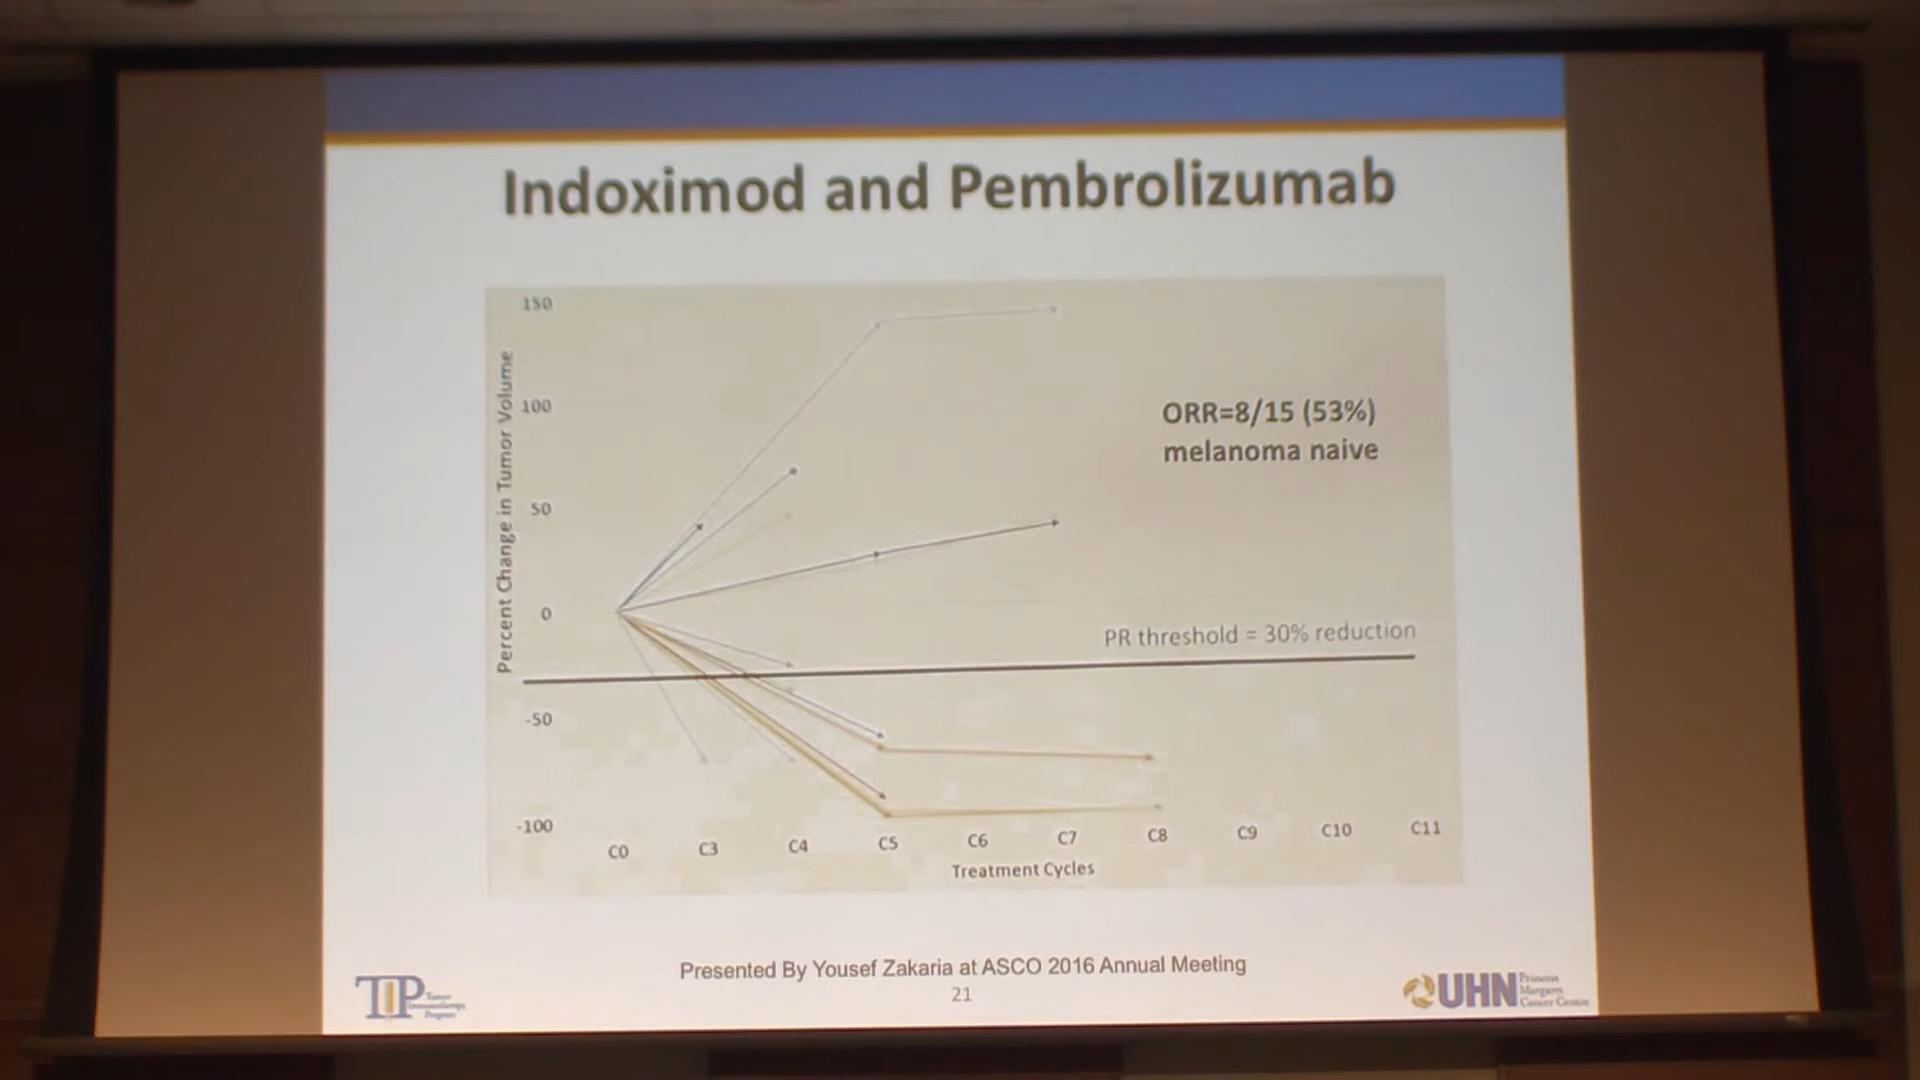 Indoximod and Pembrolizumab
150
100
50
0
-50
-100
Percent Change in Tumor Volume
ORR=8/15 (53%)
melanoma naive
PR threshold = 30% reduction
C0 C3 C4 C5 C6 C7 C8 C9 C10 C11
Treatment Cycles
Presented By Yousef Zakaria at ASCO 2016 Annual Meeting
21
TIP
Tumor
Immunotherapy
Program
UHN
Princess
Margaret
Cancer Centre